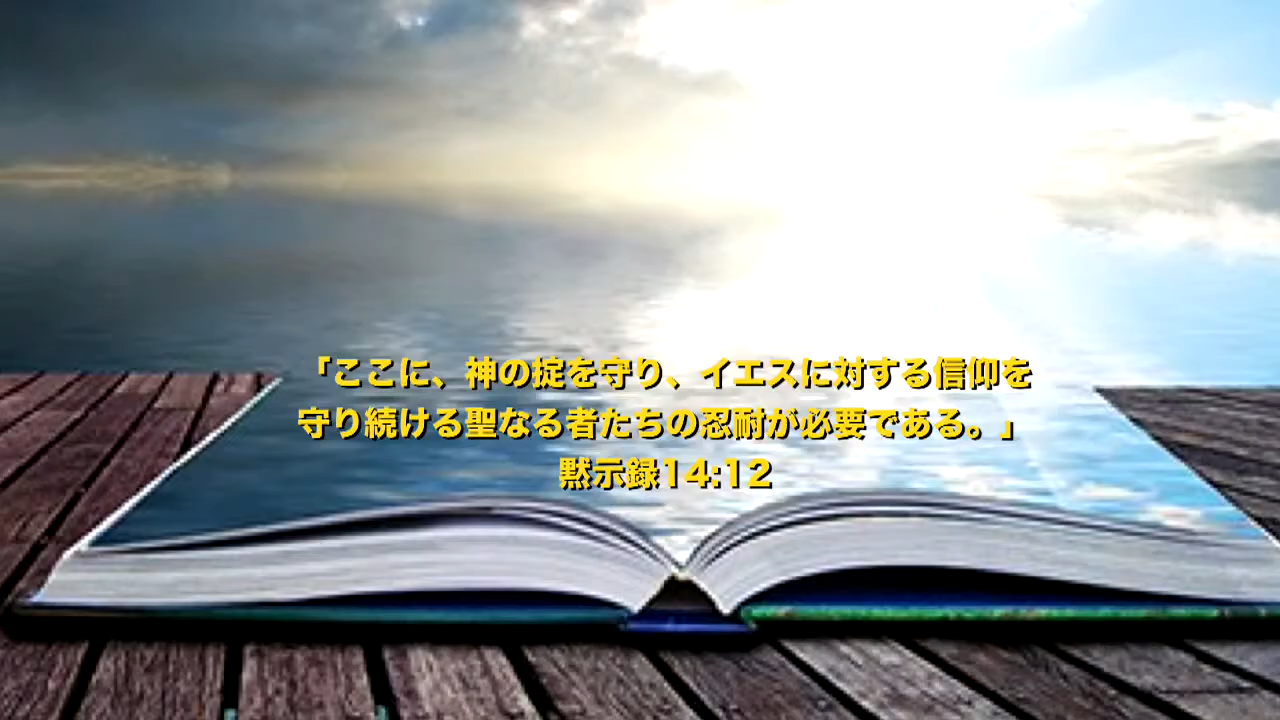 「ここに、神の掟を守り、イエスに対する信仰を
守り続ける聖なる者たちの忍耐が必要である。」
黙示録14:12